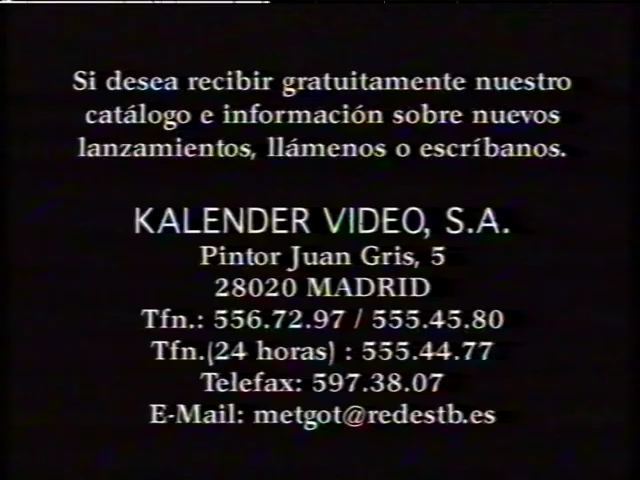 Si desea recibir gratuitamente nuestro
catálogo e información sobre nuevos
lanzamientos, llámenos o escríbanos.
KALENDER VIDEO, S.A.
Pintor Juan Gris, 5
28020 MADRID
Tfn.: 556.72.97 / 555.45.80
Tfn.(24 horas) : 555.44.77
Telefax: 597.38.07
E-Mail: metgot@redestb.es